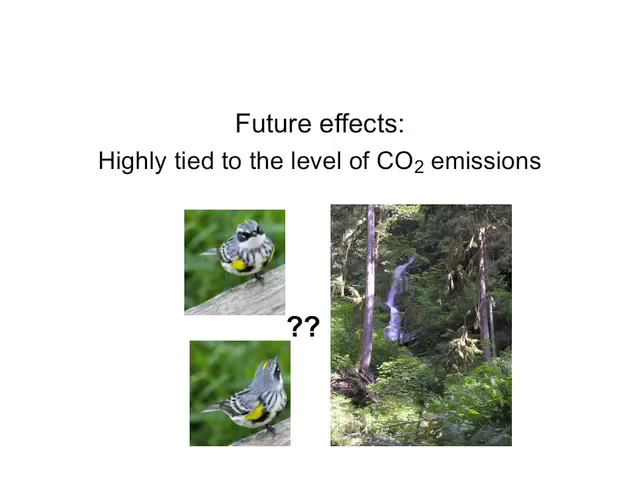 Future effects:
Highly tied to the level of CO₂ emissions
??